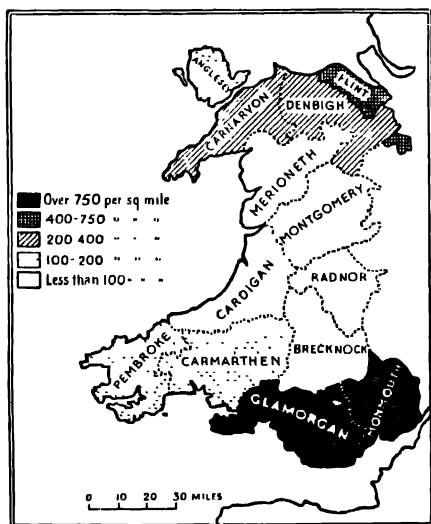 ANGLESEY
FLINT
CARNARVON
DENBIGH
MERIONETH
MONTGOMERY
Over 750 per sq mile
400-750 " " "
200 400 " " "
100-200 " " "
Less than 100 " " "
CARDIGAN
RADNOR
PEMBROKE
CARMARTHEN
BRECKNOCK
GLAMORGAN
MONMOUTH
0 10 20 30 MILES